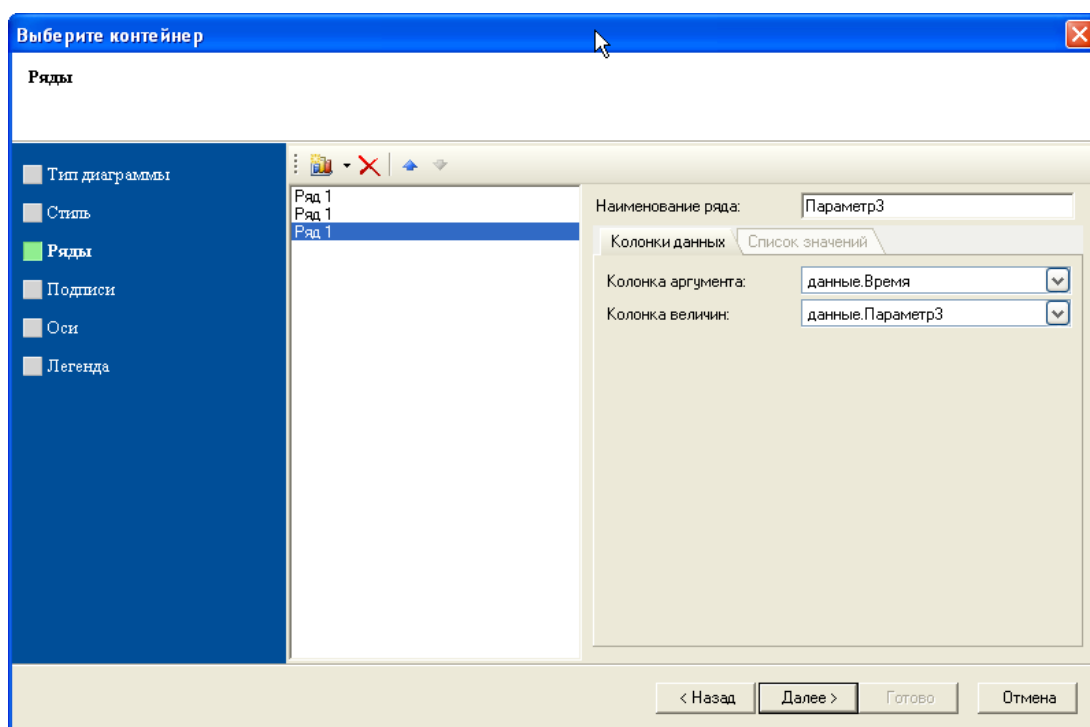 Выберите контейнер
Ряды
Тип диаграммы
Стиль
Ряды
Подписи
Оси
Легенда
Ряд 1
Ряд 1
Ряд 1
Наименование ряда: Параметр3
Колонки данных Список значений
Колонка аргумента: данные.Время
Колонка величин: данные.Параметр3
< Назад Далее > Готово Отмена